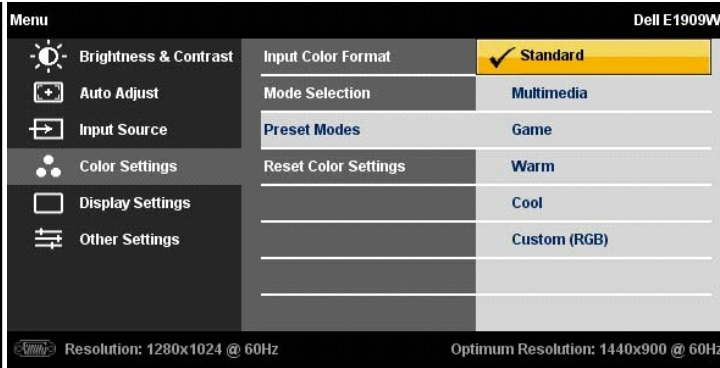 Menu
Dell E1909W
Brightness & Contrast
Auto Adjust
Input Source
Color Settings
Display Settings
Other Settings
Input Color Format
Mode Selection
Preset Modes
Reset Color Settings
Standard
Multimedia
Game
Warm
Cool
Custom (RGB)
Resolution: 1280x1024 @ 60Hz
Optimum Resolution: 1440x900 @ 60Hz